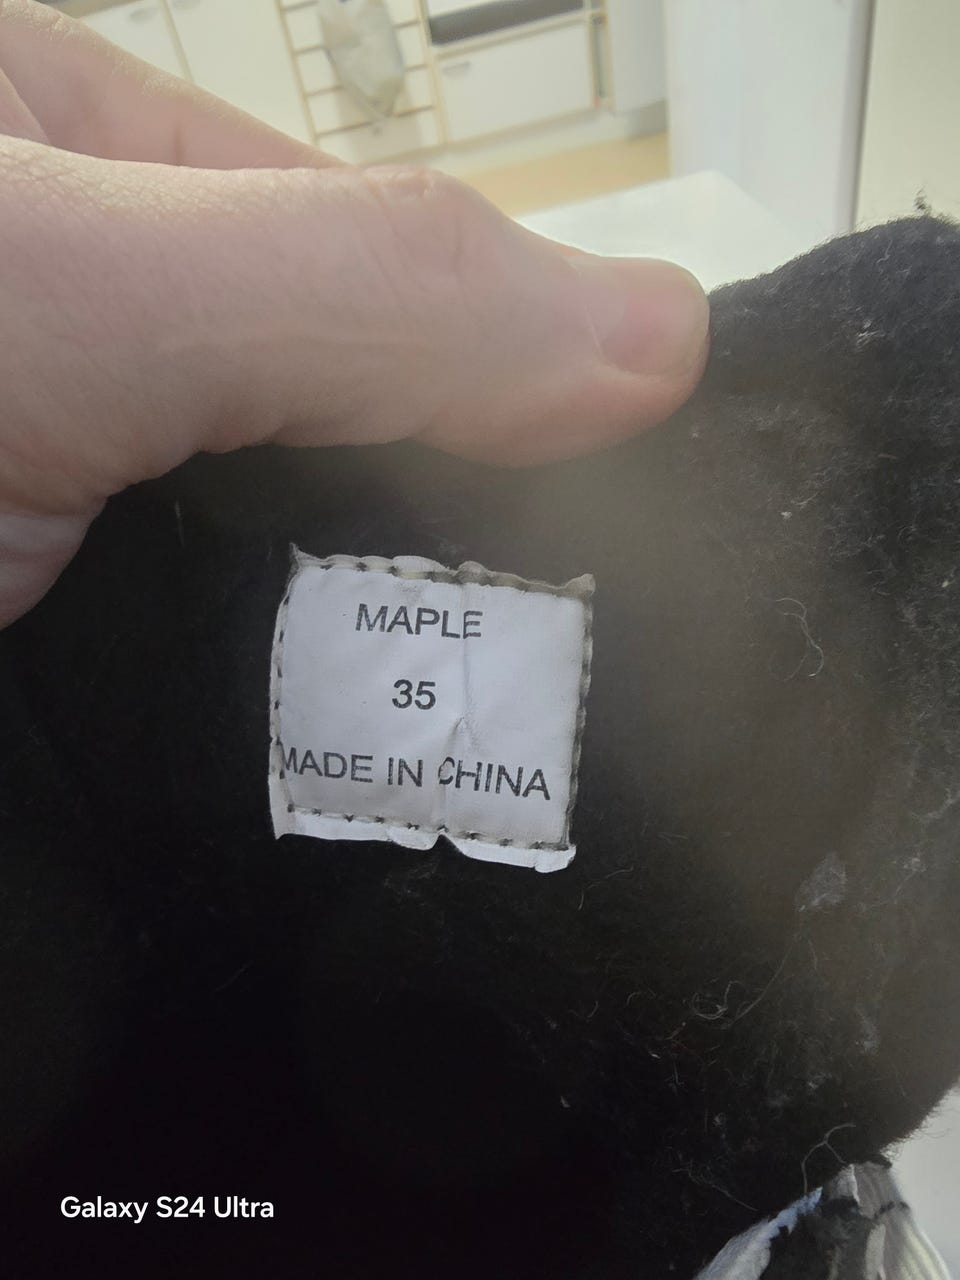 MAPLE
35
MADE IN CHINA
Galaxy S24 Ultra